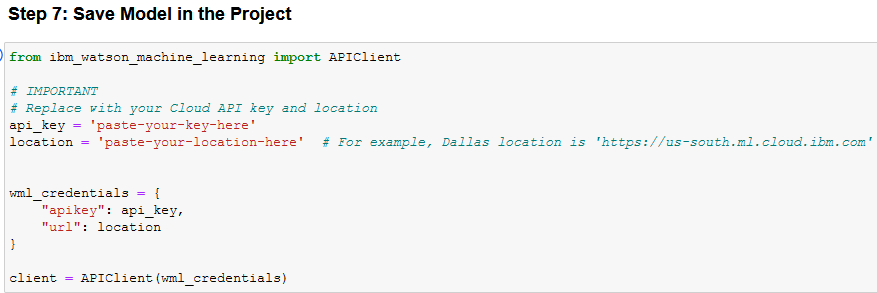 Step 7: Save Model in the Project
from ibm_watson_machine_learning import APIClient
# IMPORTANT
# Replace with your Cloud API key and location
api_key = 'paste-your-key-here'
location = 'paste-your-location-here'  # For example, Dallas location is 'https://us-south.ml.cloud.ibm.com'
wml_credentials = {
    "apikey": api_key,
    "url": location
}
client = APIClient(wml_credentials)